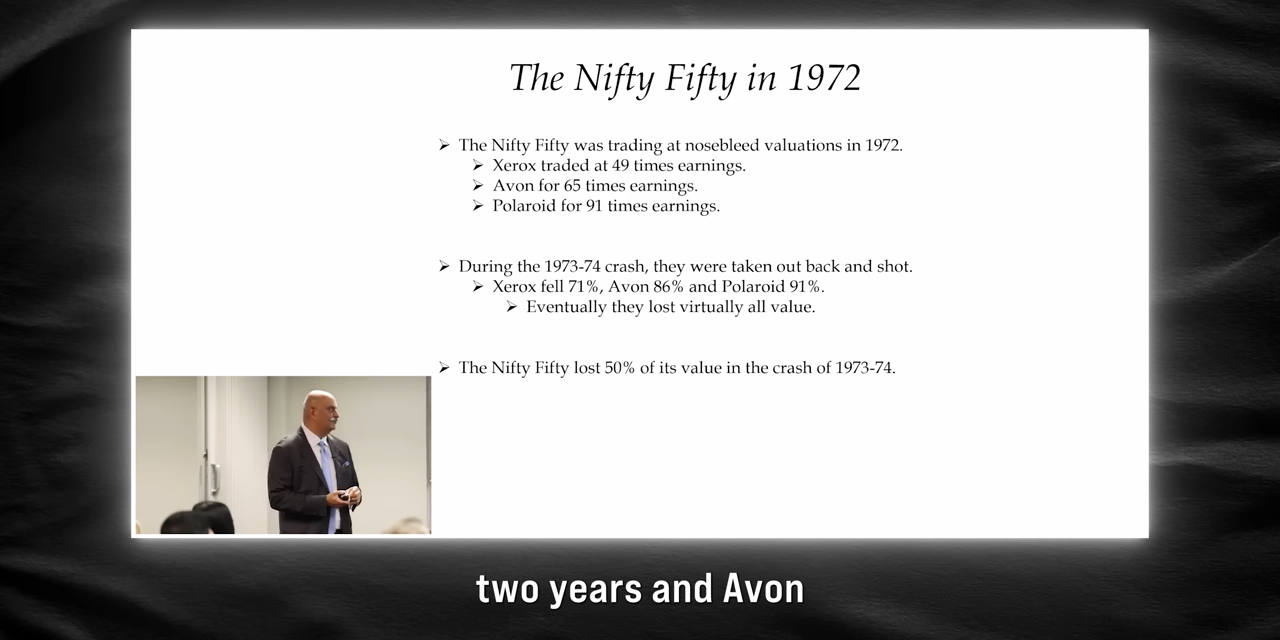 The Nifty Fifty in 1972
➢ The Nifty Fifty was trading at nosebleed valuations in 1972.
➢ Xerox traded at 49 times earnings.
➢ Avon for 65 times earnings.
➢ Polaroid for 91 times earnings.
➢ During the 1973-74 crash, they were taken out back and shot.
➢ Xerox fell 71%, Avon 86% and Polaroid 91%.
➢ Eventually they lost virtually all value.
➢ The Nifty Fifty lost 50% of its value in the crash of 1973-74.
two years and Avon